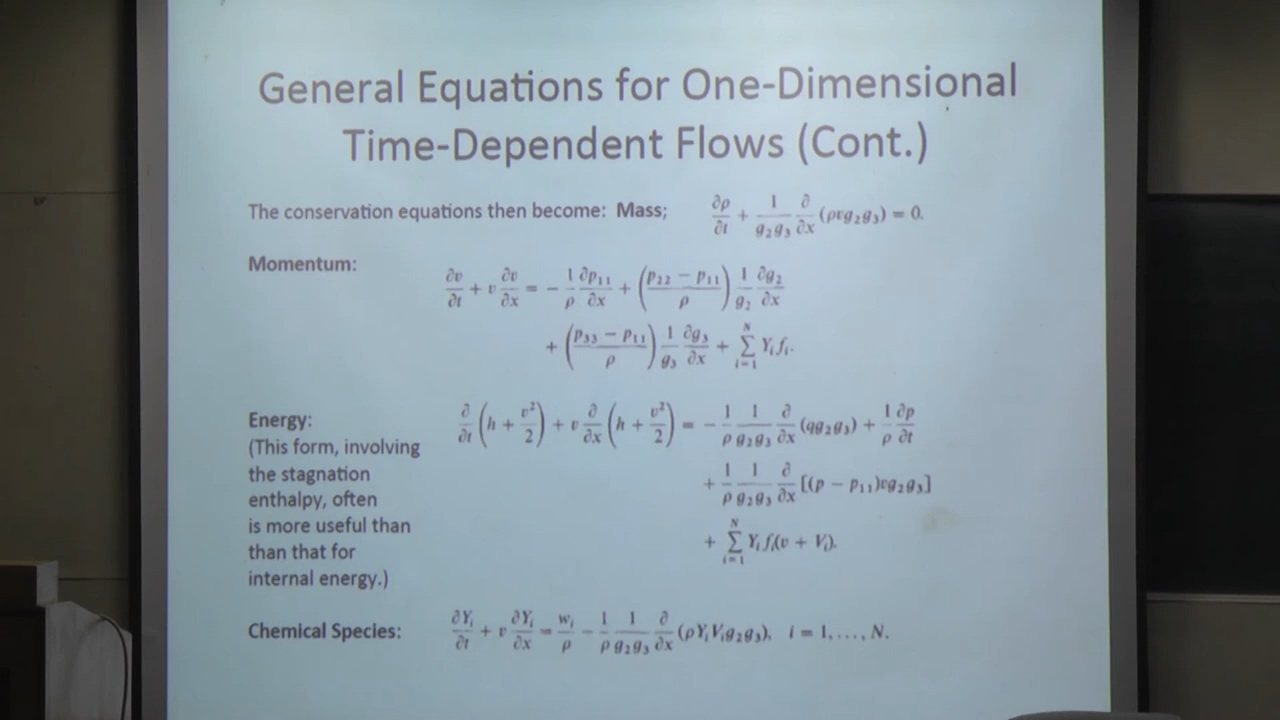 General Equations for One-Dimensional
Time-Dependent Flows (Cont.)
The conservation equations then become: Mass; ∂ρ/∂t + 1/(g₂g₃) ∂/∂x (ρvg₂g₃) = 0.
Momentum: ∂v/∂t + v ∂v/∂x = − 1/ρ ∂p₁₁/∂x + ((p₂₂ − p₁₁)/ρ) 1/g₂ ∂g₂/∂x
+ ((p₃₃ − p₁₁)/ρ) 1/g₃ ∂g₃/∂x + ∑_{i=1}^{N} Yᵢfᵢ.
Energy: ∂/∂t (h + v²/2) + v ∂/∂x (h + v²/2) = − 1/ρ 1/(g₂g₃) ∂/∂x (qg₂g₃) + 1/ρ ∂p/∂t
(This form, involving
the stagnation + 1/ρ 1/(g₂g₃) ∂/∂x [(p − p₁₁)vg₂g₃]
enthalpy, often
is more useful than
than that for + ∑_{i=1}^{N} Yᵢfᵢ(v + Vᵢ).
internal energy.)
Chemical Species: ∂Yᵢ/∂t + v ∂Yᵢ/∂x = wᵢ/ρ − 1/ρ 1/(g₂g₃) ∂/∂x (ρYᵢVᵢg₂g₃), i = 1, . . . , N.